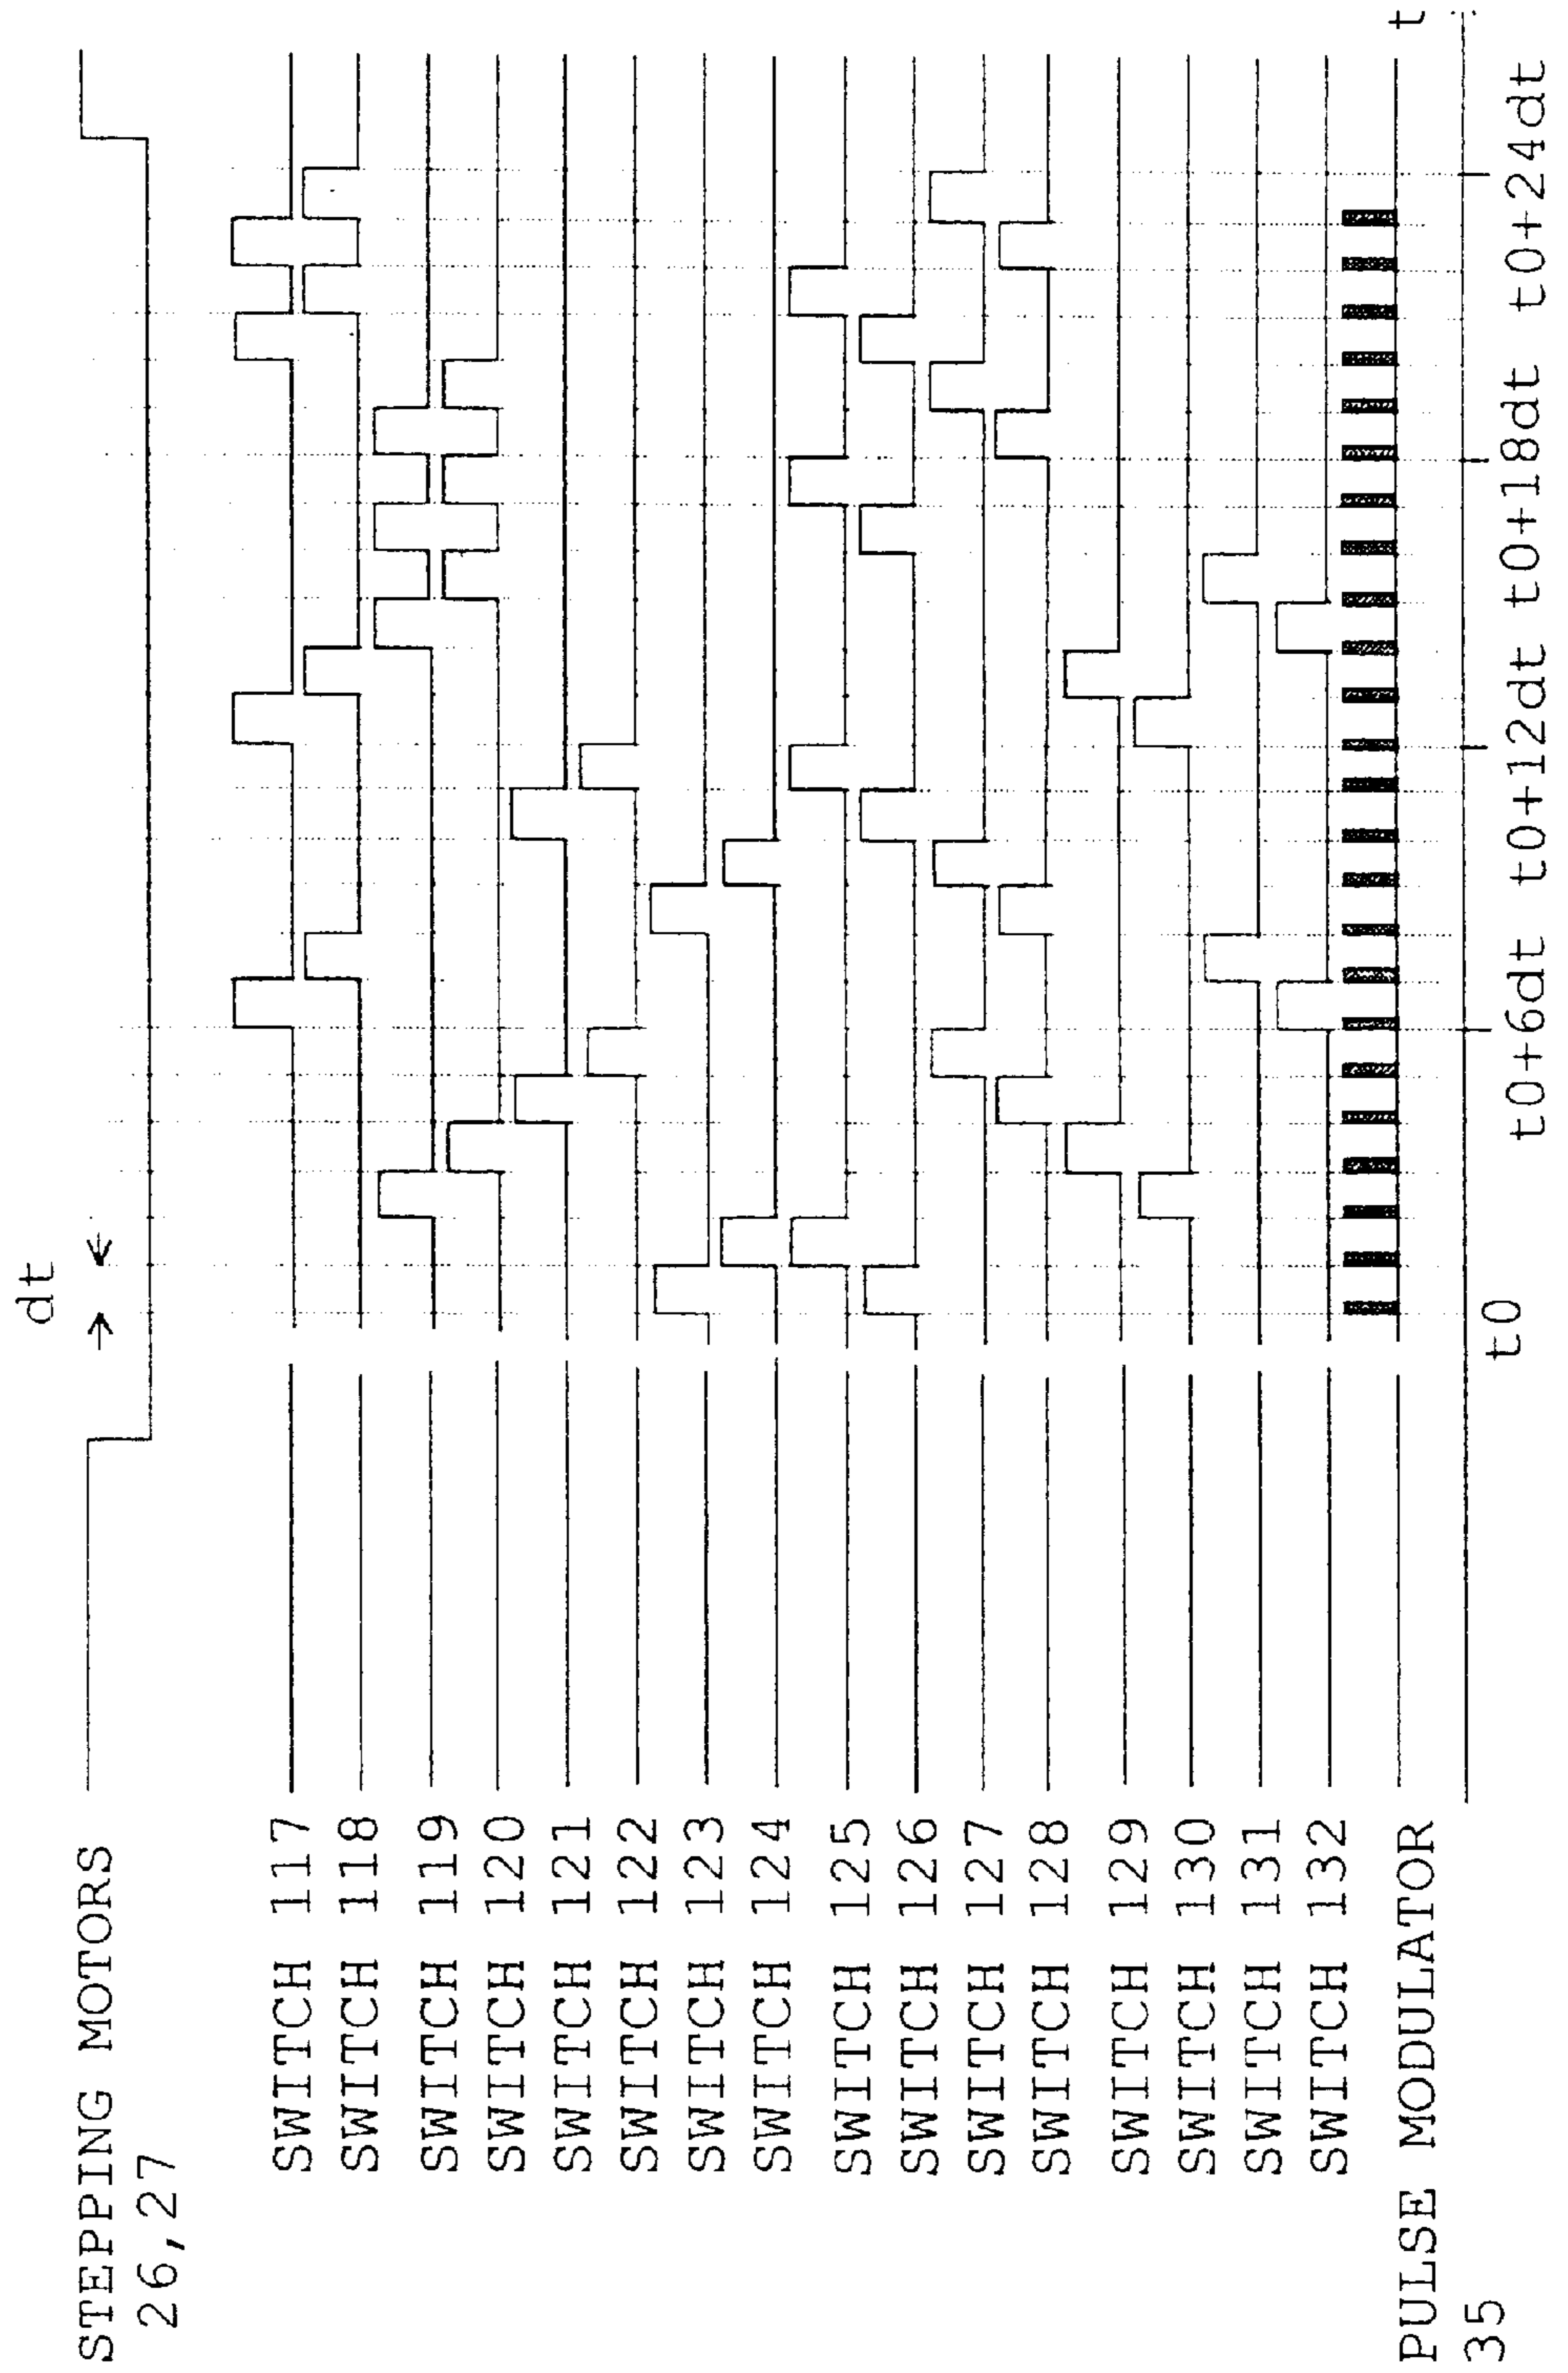 dt
STEPPING MOTORS
26,27
SWITCH 117
SWITCH 118
SWITCH 119
SWITCH 120
SWITCH 121
SWITCH 122
SWITCH 123
SWITCH 124
SWITCH 125
SWITCH 126
SWITCH 127
SWITCH 128
SWITCH 129
SWITCH 130
SWITCH 131
SWITCH 132
PULSE MODULATOR
35
t
t0
t0+6dt
t0+12dt
t0+18dt
t0+24dt